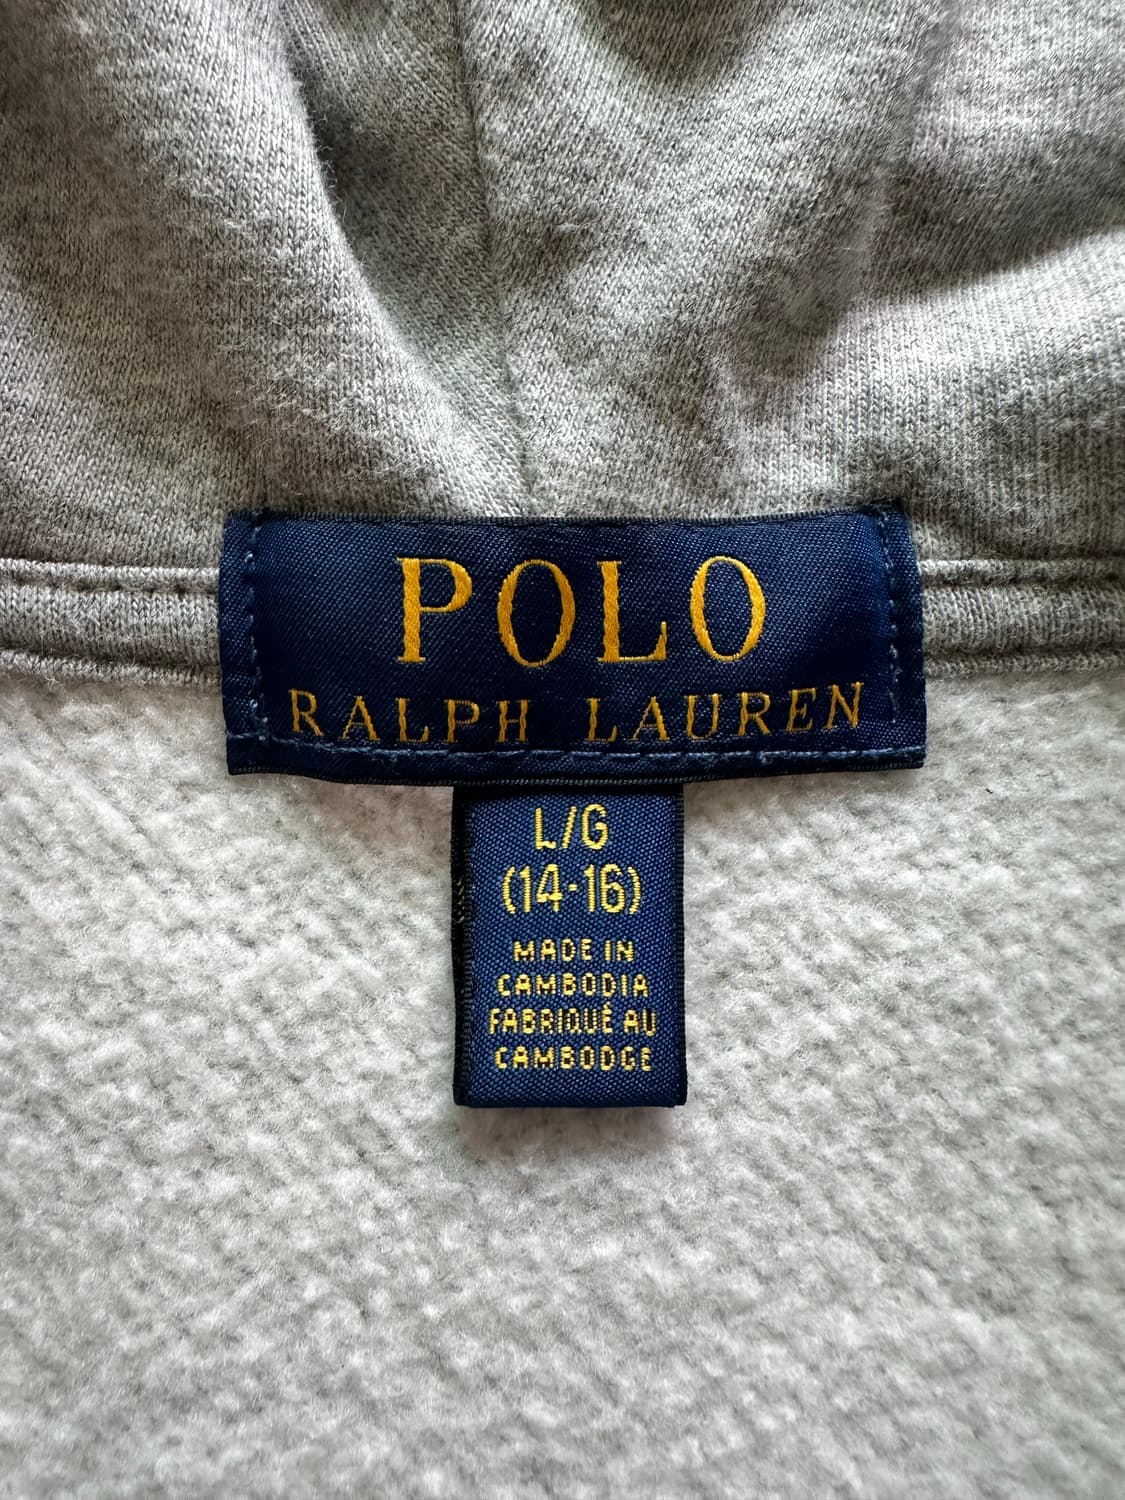 POLO
RALPH LAUREN
L/G
(14-16)
MADE IN
CAMBODIA
FABRIQUÉ AU
CAMBODGE